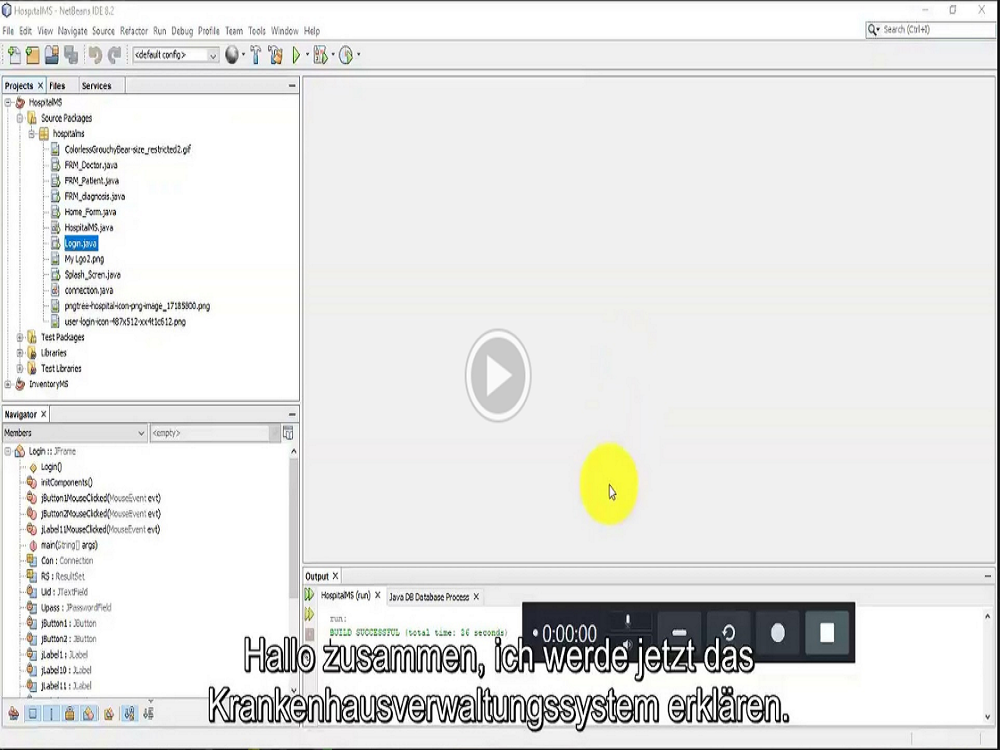 HospitalMS - NetBeans IDE 8.2
File Edit View Navigate Source Refactor Run Debug Profile Team Tools Window Help
Search (Ctrl+I)
<default config>
Projects X Files Services
HospitalMS
Source Packages
hospitalms
ColorlessGrouchyBear-size_restricted2.gif
FRM_Doctor.java
FRM_Patient.java
FRM_diagnosis.java
Home_Form.java
HospitalMS.java
Login.java
My Lgo2.png
Splash_Scren.java
connection.java
pngtree-hospital-icon-png-image_17185800.png
user-login-icon-487x512-xx4t1c612.png
Test Packages
Libraries
Test Libraries
InventoryMS
Navigator X
Members <empty>
Login :: JFrame
Login()
initComponents()
jButton1MouseClicked(MouseEvent evt)
jButton2MouseClicked(MouseEvent evt)
jLabel11MouseClicked(MouseEvent evt)
main(String[] args)
Con : Connection
RS : ResultSet
Uid : JTextField
Upass : JPasswordField
jButton1 : JButton
jButton2 : JButton
jLabel1 : JLabel
jLabel10 : JLabel
jLabel11 : JLabel
Output X
HospitalMS (run) X Java DB Database Process X
run:
BUILD SUCCESSFUL (total time: 26 seconds)
0:00:00
Hallo zusammen, ich werde jetzt das
Krankenhausverwaltungssystem erklären.